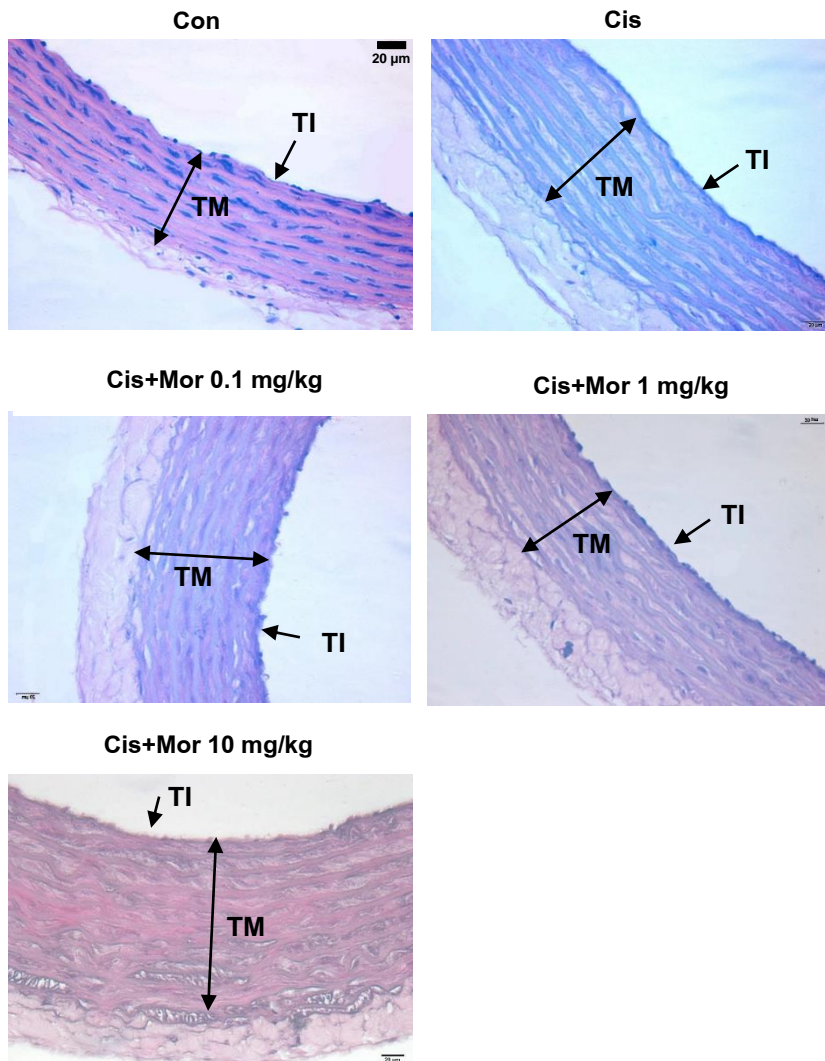 Con
Cis
20 µm
TI
TM
TI
TM
20µm
Cis+Mor 0.1 mg/kg
Cis+Mor 1 mg/kg
TI
TM
TM
TI
Cis+Mor 10 mg/kg
TI
TM